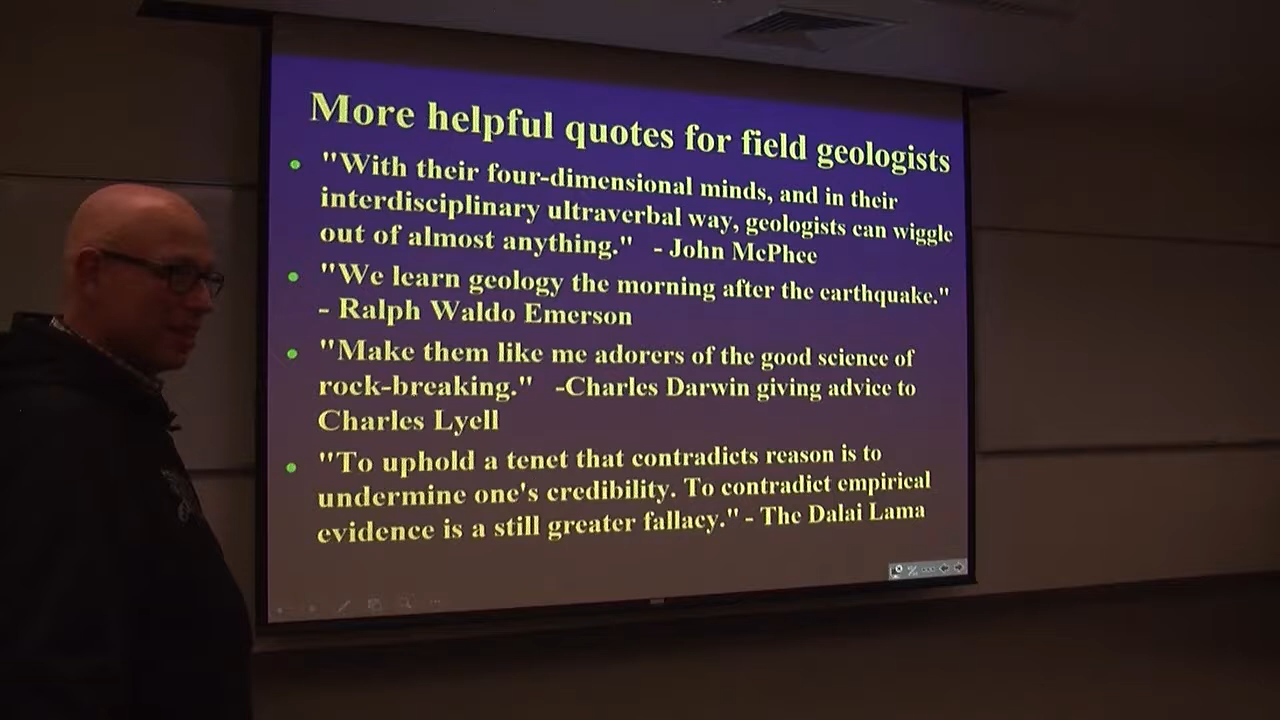 More helpful quotes for field geologists
"With their four-dimensional minds, and in their
interdisciplinary ultraverbal way, geologists can wiggle
out of almost anything." - John McPhee
"We learn geology the morning after the earthquake."
- Ralph Waldo Emerson
"Make them like me adorers of the good science of
rock-breaking." -Charles Darwin giving advice to
Charles Lyell
"To uphold a tenet that contradicts reason is to
undermine one's credibility. To contradict empirical
evidence is a still greater fallacy." - The Dalai Lama